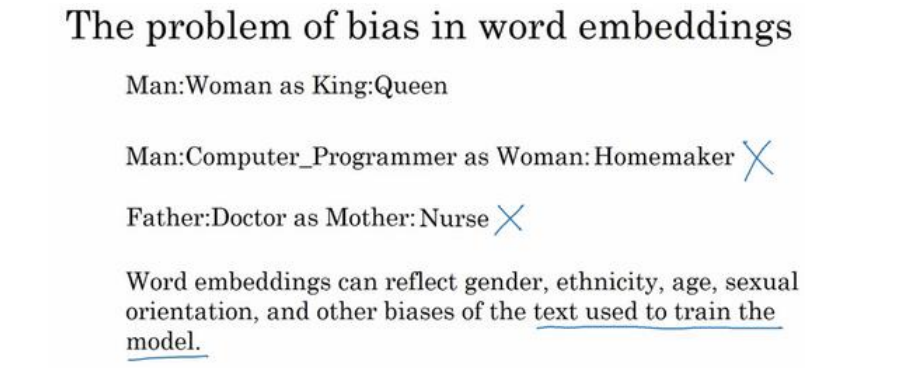 The problem of bias in word embeddings
Man:Woman as King:Queen
Man:Computer_Programmer as Woman:Homemaker
Father:Doctor as Mother:Nurse
Word embeddings can reflect gender, ethnicity, age, sexual
orientation, and other biases of the text used to train the
model.